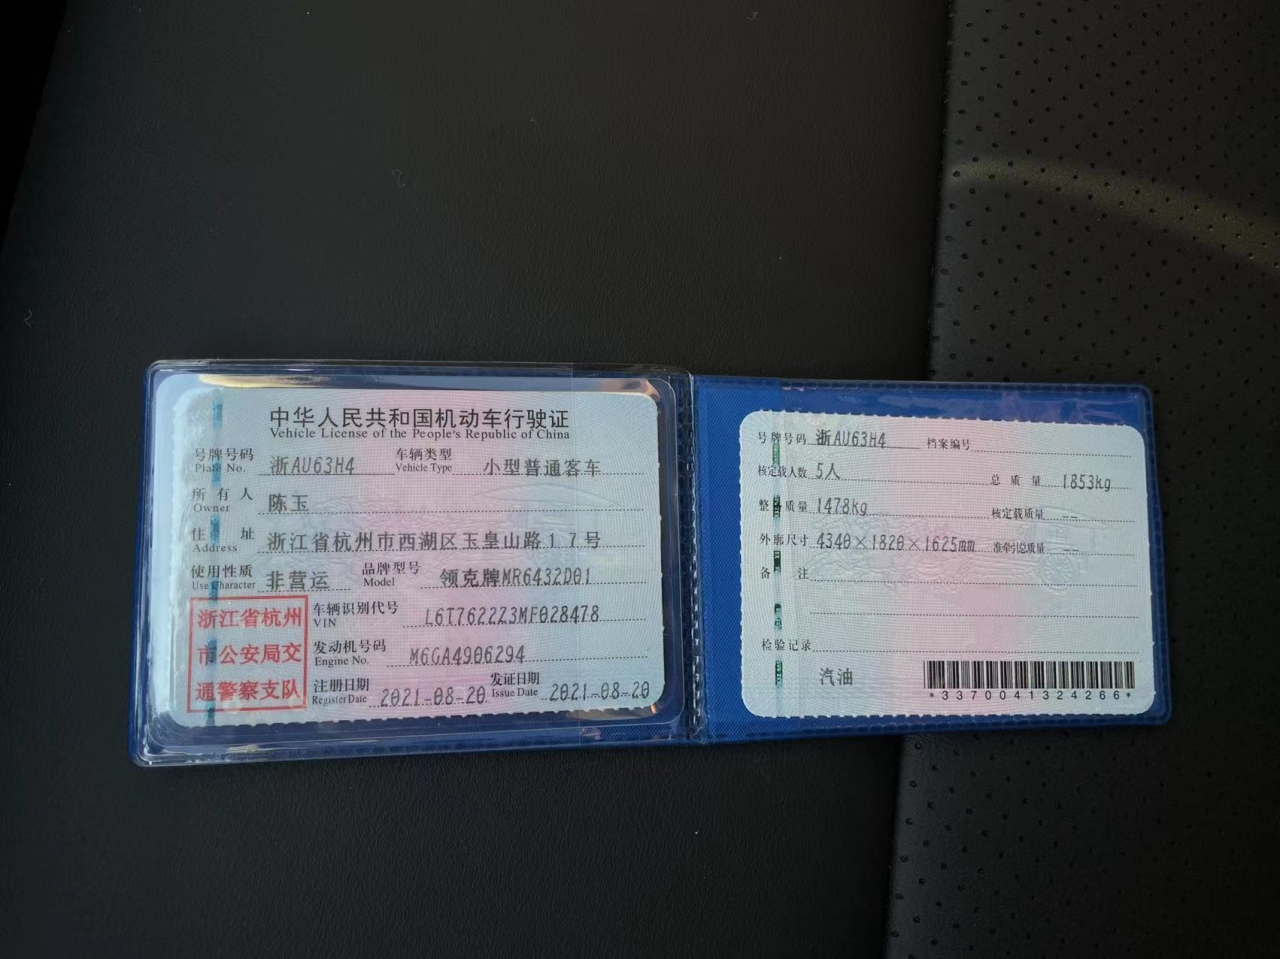 中华人民共和国机动车行驶证
Vehicle License of the People's Republic of China
号牌号码 浙AU63H4 车辆类型 小型普通客车
Plate No. Vehicle Type
所有人 陈玉
Owner
住址 浙江省杭州市西湖区玉皇山路17号
Address
使用性质 非营运 品牌型号 领克牌MR6432D01
Use Character Model
浙江省杭州
市公安局交
通警察支队
车辆识别代号 L6T7622Z3MF028478
VIN
发动机号码 M6GA4906294
Engine No.
注册日期 2021-08-20 发证日期 2021-08-20
Register Date Issue Date
号牌号码 浙AU63H4 档案编号
核定载人数 5人 总质量 1853kg
整备质量 1478kg 核定载质量 --
外廓尺寸 4340×1820×1625mm 准牵引总质量 --
备注
检验记录
汽油
*3370041324266*